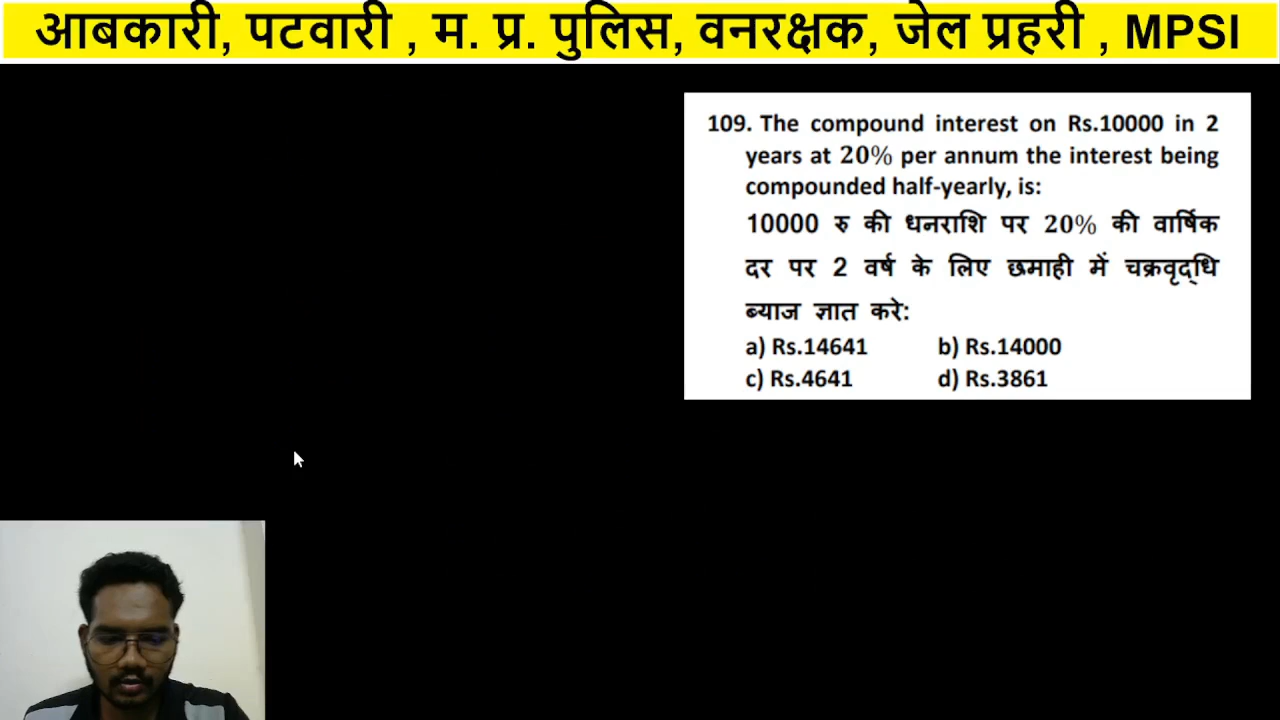 आबकारी, पटवारी , म. प्र. पुलिस, वनरक्षक, जेल प्रहरी , MPSI
109. The compound interest on Rs.10000 in 2
years at 20% per annum the interest being
compounded half-yearly, is:
10000 रु की धनराशि पर 20% की वार्षिक
दर पर 2 वर्ष के लिए छमाही में चक्रवृद्धि
ब्याज ज्ञात करे:
a) Rs.14641 b) Rs.14000
c) Rs.4641 d) Rs.3861